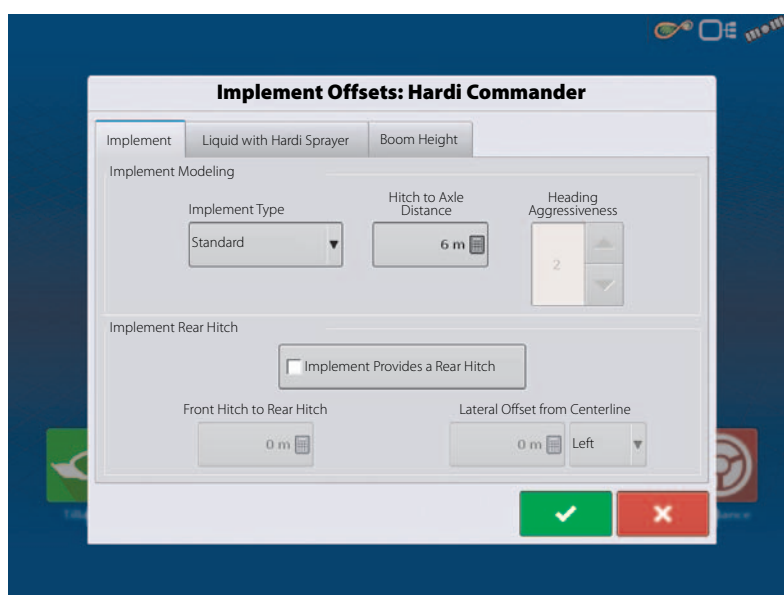 Implement Offsets: Hardi Commander
Implement
Liquid with Hardi Sprayer
Boom Height
Implement Modeling
Implement Type
Hitch to Axle
Distance
Heading
Aggressiveness
Standard
6 m
2
Implement Rear Hitch
Implement Provides a Rear Hitch
Front Hitch to Rear Hitch
Lateral Offset from Centerline
0 m
0 m
Left